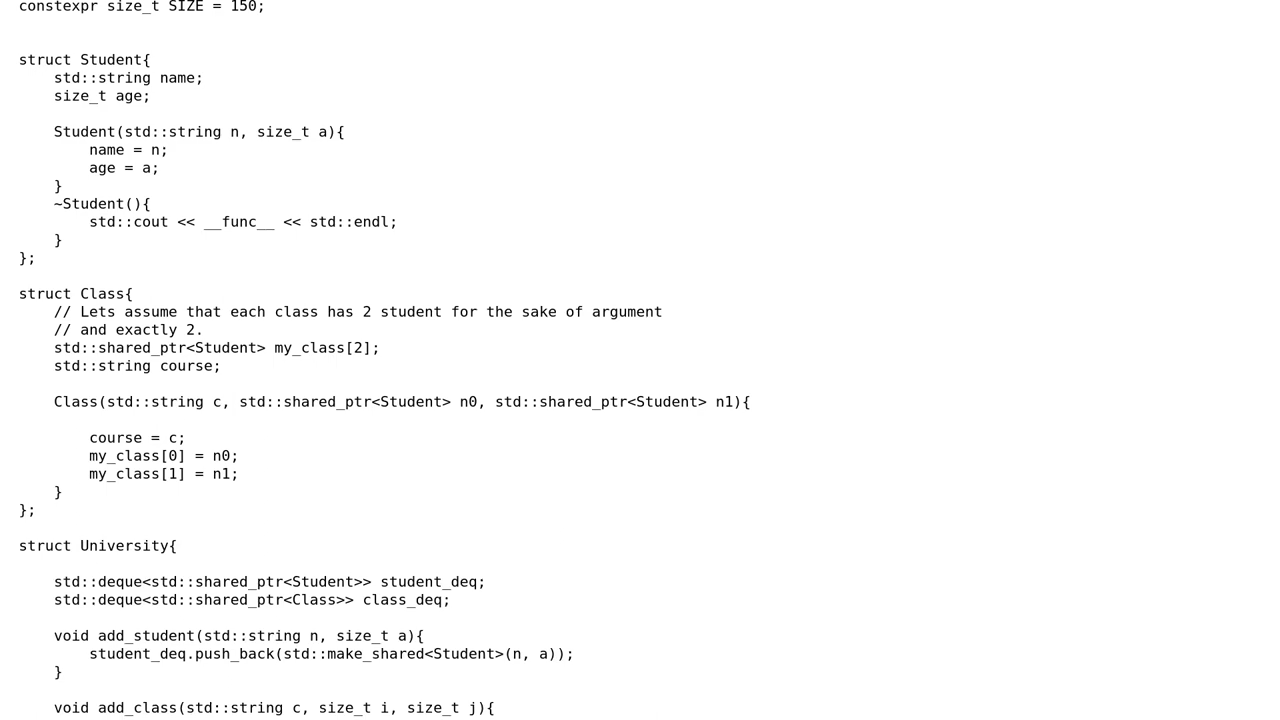 constexpr size_t SIZE = 150;
struct Student{
    std::string name;
    size_t age;
    Student(std::string n, size_t a){
        name = n;
        age = a;
    }
    ~Student(){
        std::cout << __func__ << std::endl;
    }
};
struct Class{
    // Lets assume that each class has 2 student for the sake of argument
    // and exactly 2.
    std::shared_ptr<Student> my_class[2];
    std::string course;
    Class(std::string c, std::shared_ptr<Student> n0, std::shared_ptr<Student> n1){
        course = c;
        my_class[0] = n0;
        my_class[1] = n1;
    }
};
struct University{
    std::deque<std::shared_ptr<Student>> student_deq;
    std::deque<std::shared_ptr<Class>> class_deq;
    void add_student(std::string n, size_t a){
        student_deq.push_back(std::make_shared<Student>(n, a));
    }
    void add_class(std::string c, size_t i, size_t j){